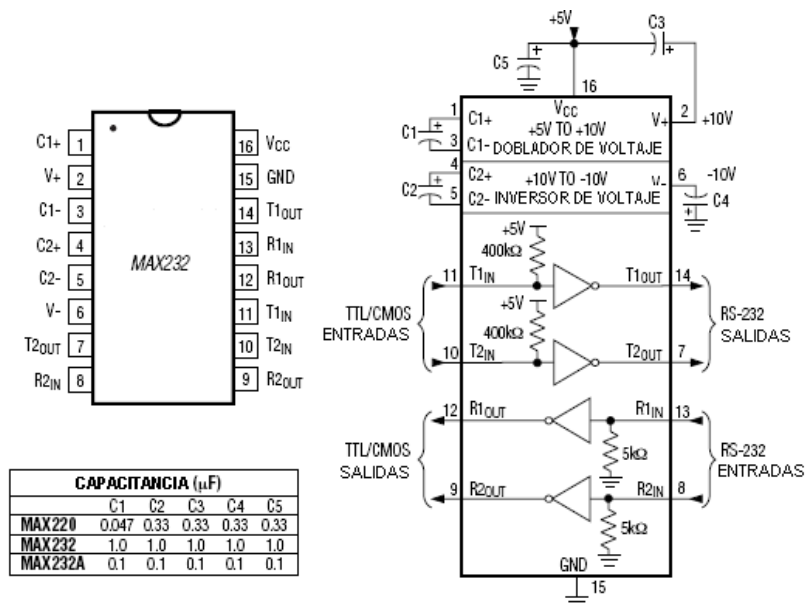 C1+ 1
V+ 2
C1- 3
C2+ 4
C2- 5
V- 6
T2OUT 7
R2IN 8
MAX232
16 VCC
15 GND
14 T1OUT
13 R1IN
12 R1OUT
11 T1IN
10 T2IN
9 R2OUT
CAPACITANCIA (µF)
C1 C2 C3 C4 C5
MAX220 0.047 0.33 0.33 0.33 0.33
MAX232 1.0 1.0 1.0 1.0 1.0
MAX232A 0.1 0.1 0.1 0.1 0.1
+5V
C3
+
C5
+
16
1 C1+ VCC V+ 2 +10V
+5V TO +10V
C1 +
3 C1- DOBLADOR DE VOLTAJE
4 C2+ +10V TO -10V V- 6 -10V
C2 +
5 C2- INVERSOR DE VOLTAJE
C4
+
+5V
400kΩ
11 T1IN T1OUT 14
+5V
TTL/CMOS
ENTRADAS
400kΩ
RS-232
SALIDAS
10 T2IN T2OUT 7
12 R1OUT R1IN 13
TTL/CMOS
SALIDAS
5kΩ
RS-232
ENTRADAS
9 R2OUT R2IN 8
5kΩ
GND
15